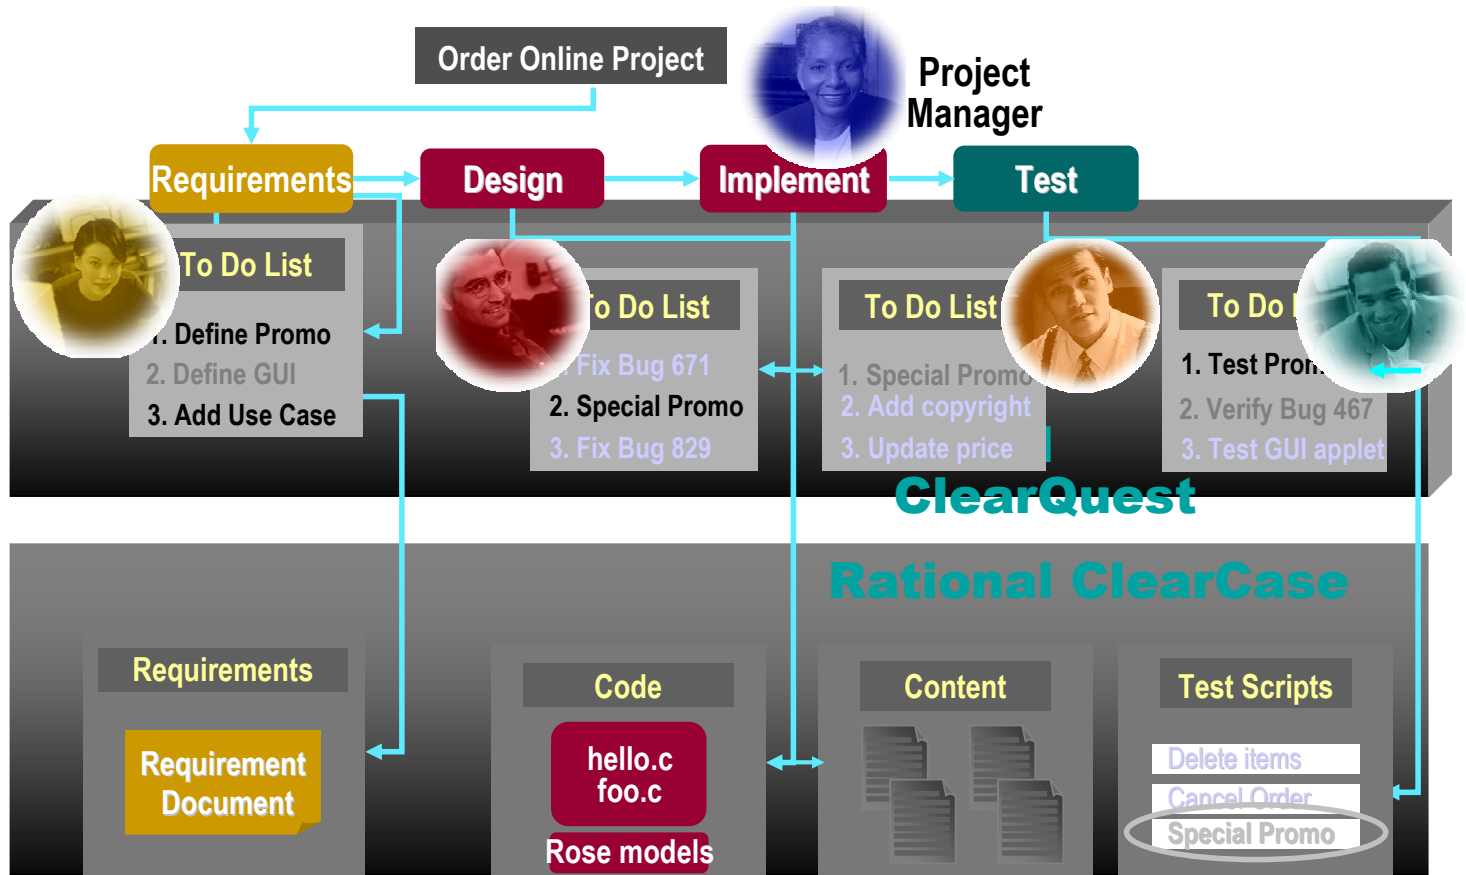 Order Online Project
Project
Manager
Requirements
Design
Implement
Test
To Do List
1. Define Promo
2. Define GUI
3. Add Use Case
To Do List
1. Fix Bug 671
2. Special Promo
3. Fix Bug 829
To Do List
1. Special Promo
2. Add copyright
3. Update price
To Do
1. Test Promo
2. Verify Bug 467
3. Test GUI applet
ClearQuest
Rational ClearCase
Requirements
Requirement
Document
Code
hello.c
foo.c
Rose models
Content
Test Scripts
Delete items
Cancel Order
Special Promo